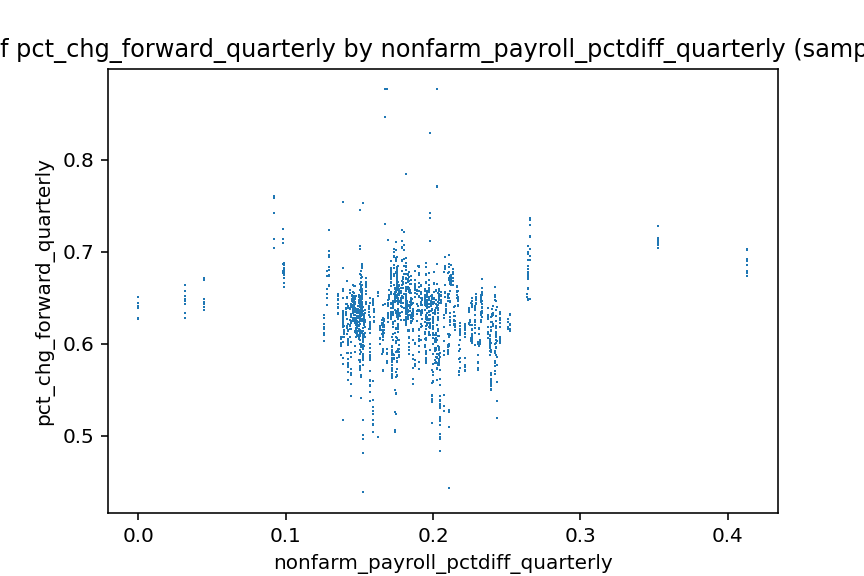 f pct_chg_forward_quarterly by nonfarm_payroll_pctdiff_quarterly (samp
pct_chg_forward_quarterly
0.8
0.7
0.6
0.5
0.0 0.1 0.2 0.3 0.4
nonfarm_payroll_pctdiff_quarterly